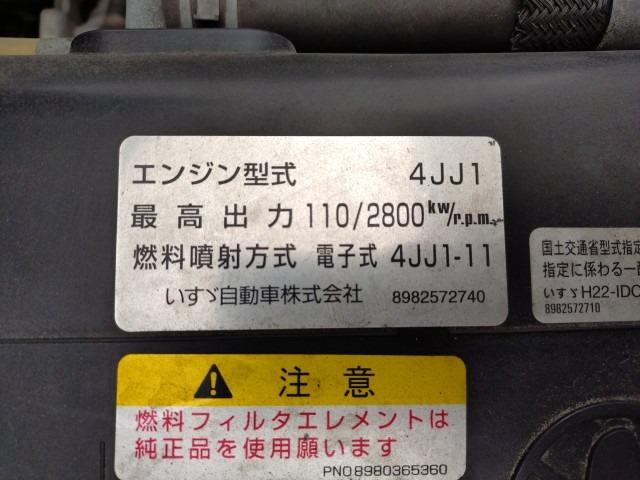 エンジン型式 4JJ1
最高出力 110/2800kW/r.p.m.
燃料噴射方式 電子式 4JJ1-11
いすゞ自動車株式会社 8982572740
国土交通省型式指定
指定に係わる一酸
いすゞH22-IDC
8982572710
注意
燃料フィルタエレメントは
純正品を使用願います
PNO8980365360